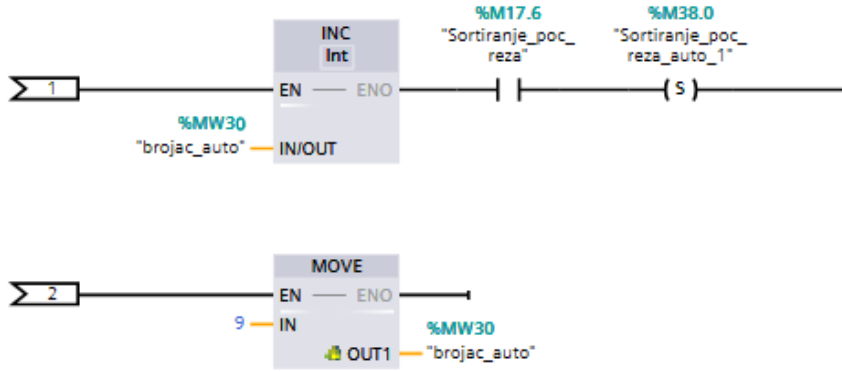 %M17.6 %M38.0
INC "Sortiranje_poc_ "Sortiranje_poc_
Int reza" reza_auto_1"
1 EN ENO ( S )
%MW30
"brojac_auto" IN/OUT
MOVE
2 EN ENO
9 IN %MW30
OUT1 "brojac_auto"